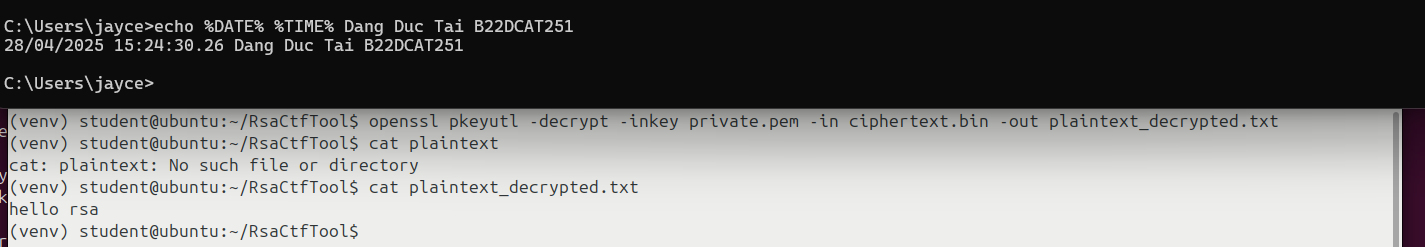 C:\Users\jayce>echo %DATE% %TIME% Dang Duc Tai B22DCAT251
28/04/2025 15:24:30.26 Dang Duc Tai B22DCAT251
C:\Users\jayce>
(venv) student@ubuntu:~/RsaCtfTool$ openssl pkeyutl -decrypt -inkey private.pem -in ciphertext.bin -out plaintext_decrypted.txt
(venv) student@ubuntu:~/RsaCtfTool$ cat plaintext
cat: plaintext: No such file or directory
(venv) student@ubuntu:~/RsaCtfTool$ cat plaintext_decrypted.txt
hello rsa
(venv) student@ubuntu:~/RsaCtfTool$